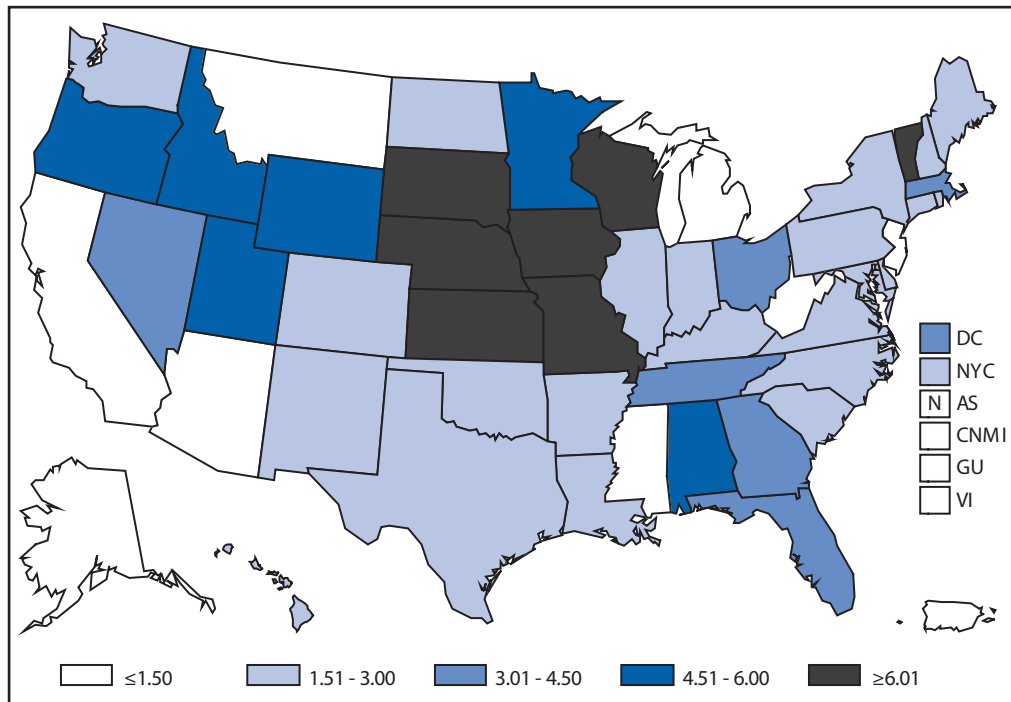 DC
NYC
N AS
CNMI
GU
VI
≤1.50 1.51 - 3.00 3.01 - 4.50 4.51 - 6.00 ≥6.01